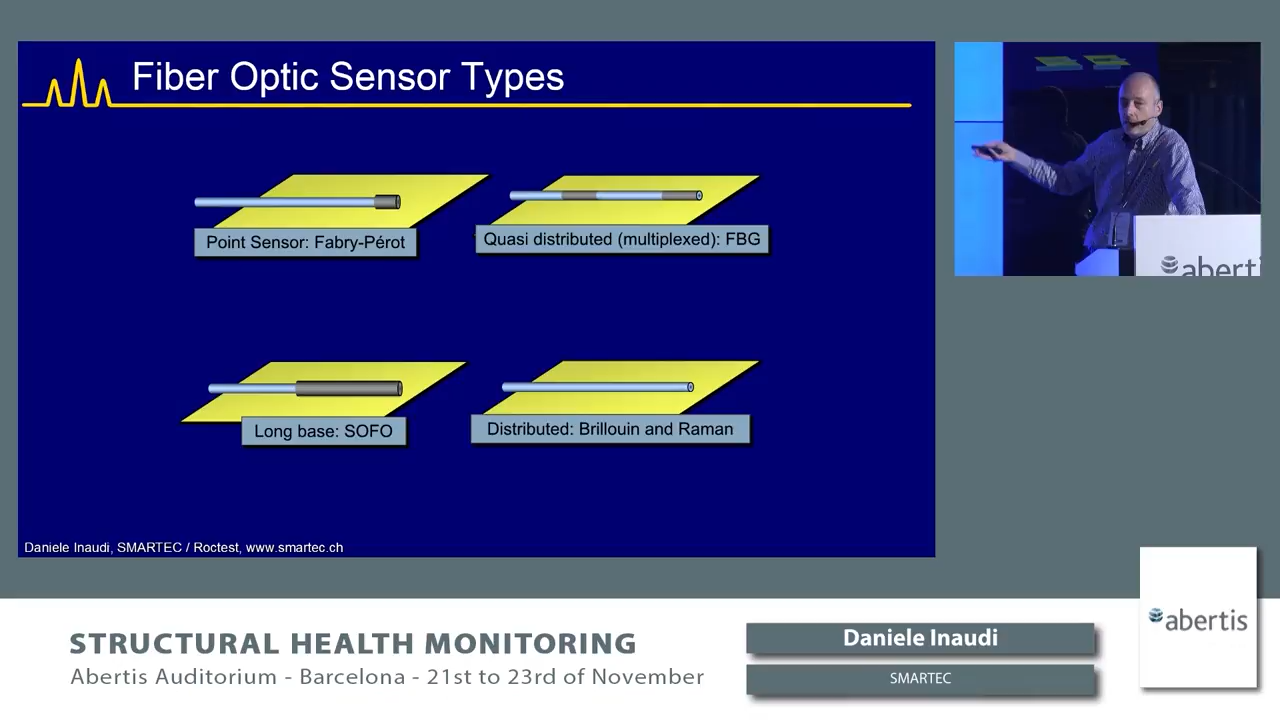 Fiber Optic Sensor Types
Point Sensor: Fabry-Pérot
Quasi distributed (multiplexed): FBG
Long base: SOFO
Distributed: Brillouin and Raman
Daniele Inaudi, SMARTEC / Roctest, www.smartec.ch
aberti
abertis
STRUCTURAL HEALTH MONITORING
Abertis Auditorium - Barcelona - 21st to 23rd of November
Daniele Inaudi
SMARTEC